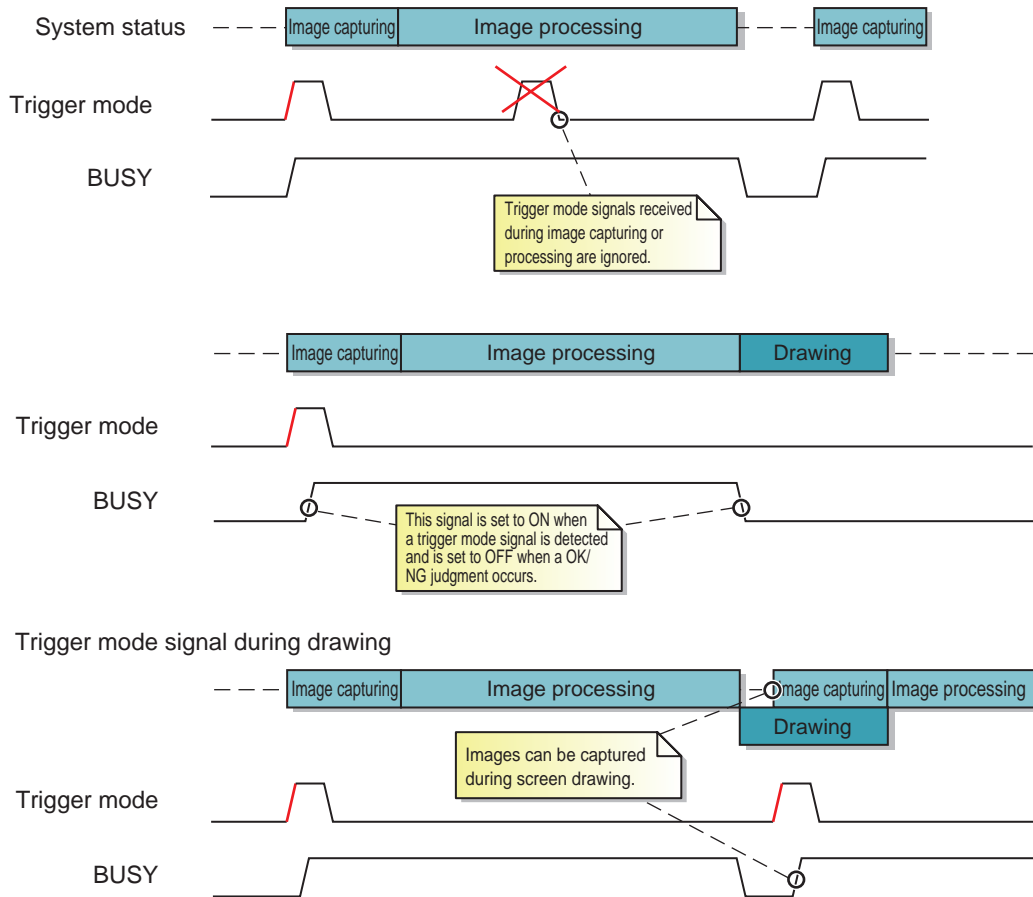 System status
Image capturing
Image processing
Image capturing
Trigger mode
BUSY
Trigger mode signals received
during image capturing or
processing are ignored.
Image capturing
Image processing
Drawing
Trigger mode
BUSY
This signal is set to ON when
a trigger mode signal is detected
and is set to OFF when a OK/
NG judgment occurs.
Trigger mode signal during drawing
Image capturing
Image processing
Image capturing
Image processing
Drawing
Images can be captured
during screen drawing.
Trigger mode
BUSY